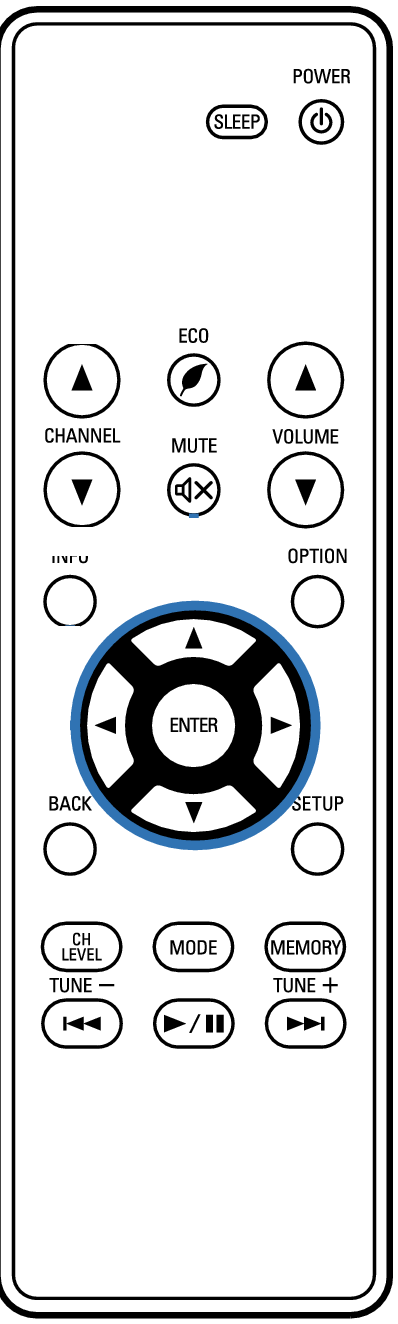 POWER
SLEEP
ECO
CHANNEL
MUTE
VOLUME
INFO
OPTION
ENTER
BACK
SETUP
CH
LEVEL
MODE
MEMORY
TUNE −
TUNE +